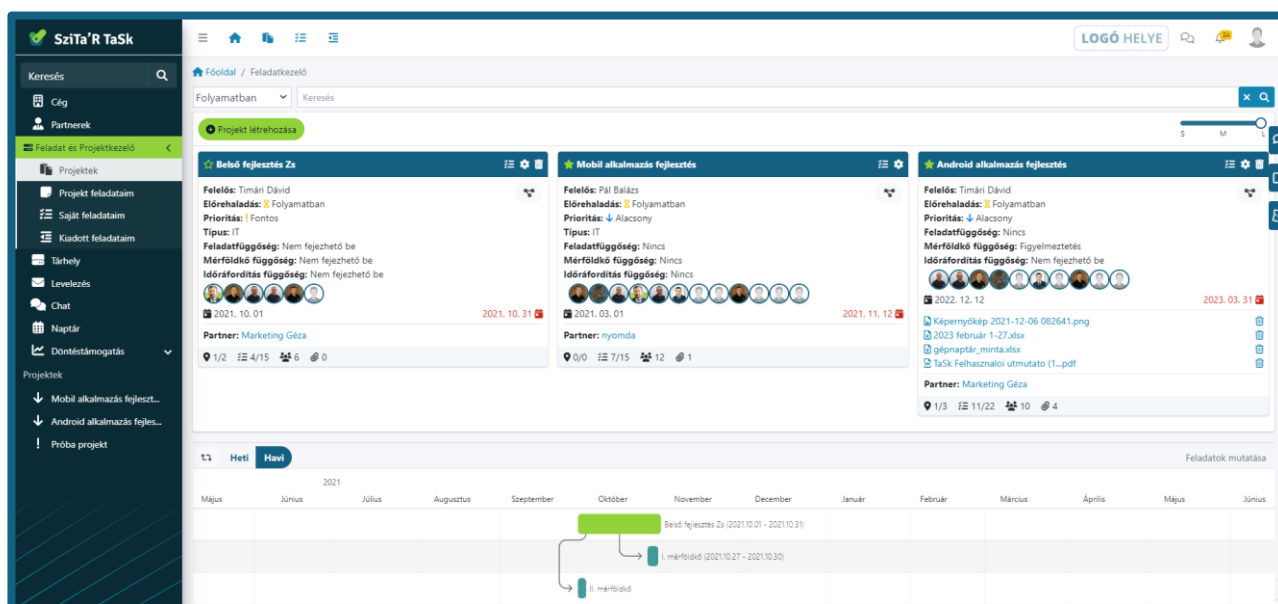 SziTa'R TaSk
LOGÓ HELYE
Keresés
Cég
Partnerek
Feladat és Projektkezelő
Projektek
Projekt feladataim
Saját feladataim
Kiadott feladataim
Tárhely
Levelezés
Chat
Naptár
Döntéstámogatás
Projektek
Mobil alkalmazás fejleszt...
Android alkalmazás fejles...
Próba projekt
Főoldal / Feladatkezelő
Folyamatban
Keresés
Projekt létrehozása
S M L
Belső fejlesztés Zs
Felelős: Timári Dávid
Előrehaladás: Folyamatban
Prioritás: Fontos
Típus: IT
Feladatfüggőség: Nem fejezhető be
Mérföldkő függőség: Nem fejezhető be
Időráfordítás függőség: Nem fejezhető be
2021. 10. 01 2021. 10. 31
Partner: Marketing Géza
1/2 4/15 6 0
Mobil alkalmazás fejlesztés
Felelős: Pál Balázs
Előrehaladás: Folyamatban
Prioritás: Alacsony
Típus: IT
Feladatfüggőség: Nincs
Mérföldkő függőség: Nincs
Időráfordítás függőség: Nincs
2021. 03. 01 2021. 11. 12
Partner: nyomda
0/0 7/15 12 1
Android alkalmazás fejlesztés
Felelős: Timári Dávid
Előrehaladás: Folyamatban
Prioritás: Alacsony
Feladatfüggőség: Nincs
Mérföldkő függőség: Figyelmeztetés
Időráfordítás függőség: Nem fejezhető be
2022. 12. 12 2023. 03. 31
Képernyőkép 2021-12-06 082641.png
2023 február 1-27.xlsx
gépnaptár_minta.xlsx
TaSk Felhasznaloi utmutato (1...pdf
Partner: Marketing Géza
1/3 11/22 10 4
Heti Havi Feladatok mutatása
2021
Május Június Július Augusztus Szeptember Október November December Január Február Március Április Május Június
Belső fejlesztés Zs (2021.10.01 - 2021.10.31)
I. mérföldkő (2021.10.27 - 2021.10.30)
II. mérföldkő